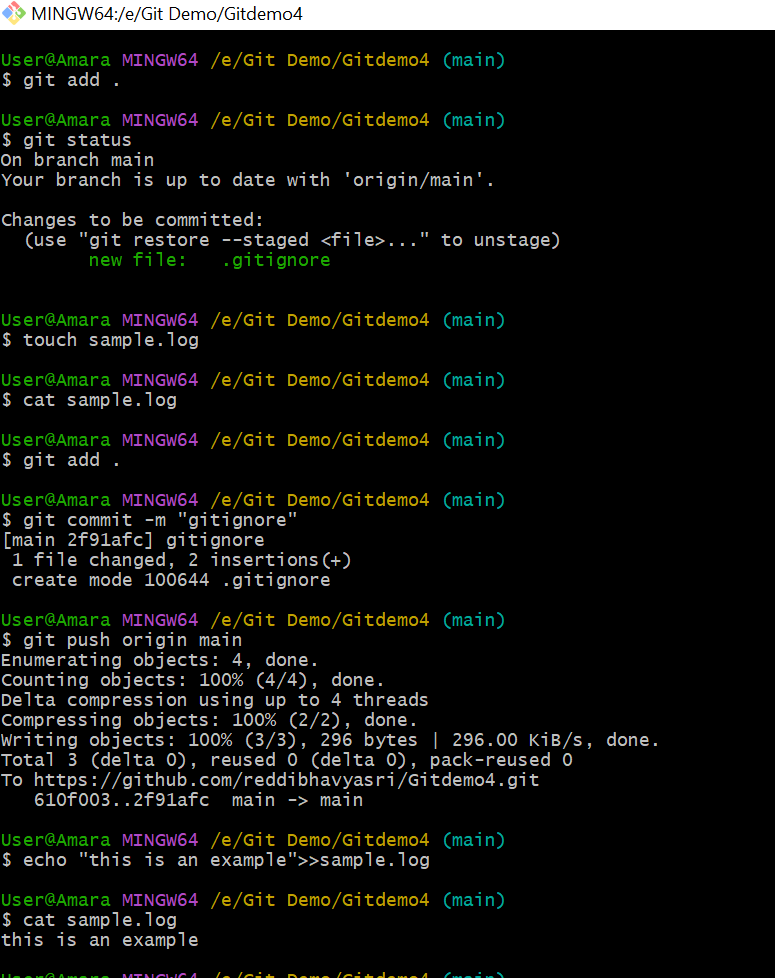 MINGW64:/e/Git Demo/Gitdemo4
User@Amara MINGW64 /e/Git Demo/Gitdemo4 (main)
$ git add .
User@Amara MINGW64 /e/Git Demo/Gitdemo4 (main)
$ git status
On branch main
Your branch is up to date with 'origin/main'.
Changes to be committed:
  (use "git restore --staged <file>..." to unstage)
        new file:   .gitignore
User@Amara MINGW64 /e/Git Demo/Gitdemo4 (main)
$ touch sample.log
User@Amara MINGW64 /e/Git Demo/Gitdemo4 (main)
$ cat sample.log
User@Amara MINGW64 /e/Git Demo/Gitdemo4 (main)
$ git add .
User@Amara MINGW64 /e/Git Demo/Gitdemo4 (main)
$ git commit -m "gitignore"
[main 2f91afc] gitignore
 1 file changed, 2 insertions(+)
 create mode 100644 .gitignore
User@Amara MINGW64 /e/Git Demo/Gitdemo4 (main)
$ git push origin main
Enumerating objects: 4, done.
Counting objects: 100% (4/4), done.
Delta compression using up to 4 threads
Compressing objects: 100% (2/2), done.
Writing objects: 100% (3/3), 296 bytes | 296.00 KiB/s, done.
Total 3 (delta 0), reused 0 (delta 0), pack-reused 0
To https://github.com/reddibhavyasri/Gitdemo4.git
   610f003..2f91afc  main -> main
User@Amara MINGW64 /e/Git Demo/Gitdemo4 (main)
$ echo "this is an example">>sample.log
User@Amara MINGW64 /e/Git Demo/Gitdemo4 (main)
$ cat sample.log
this is an example
User@Amara MINGW64 /e/Git Demo/Gitdemo4 (main)